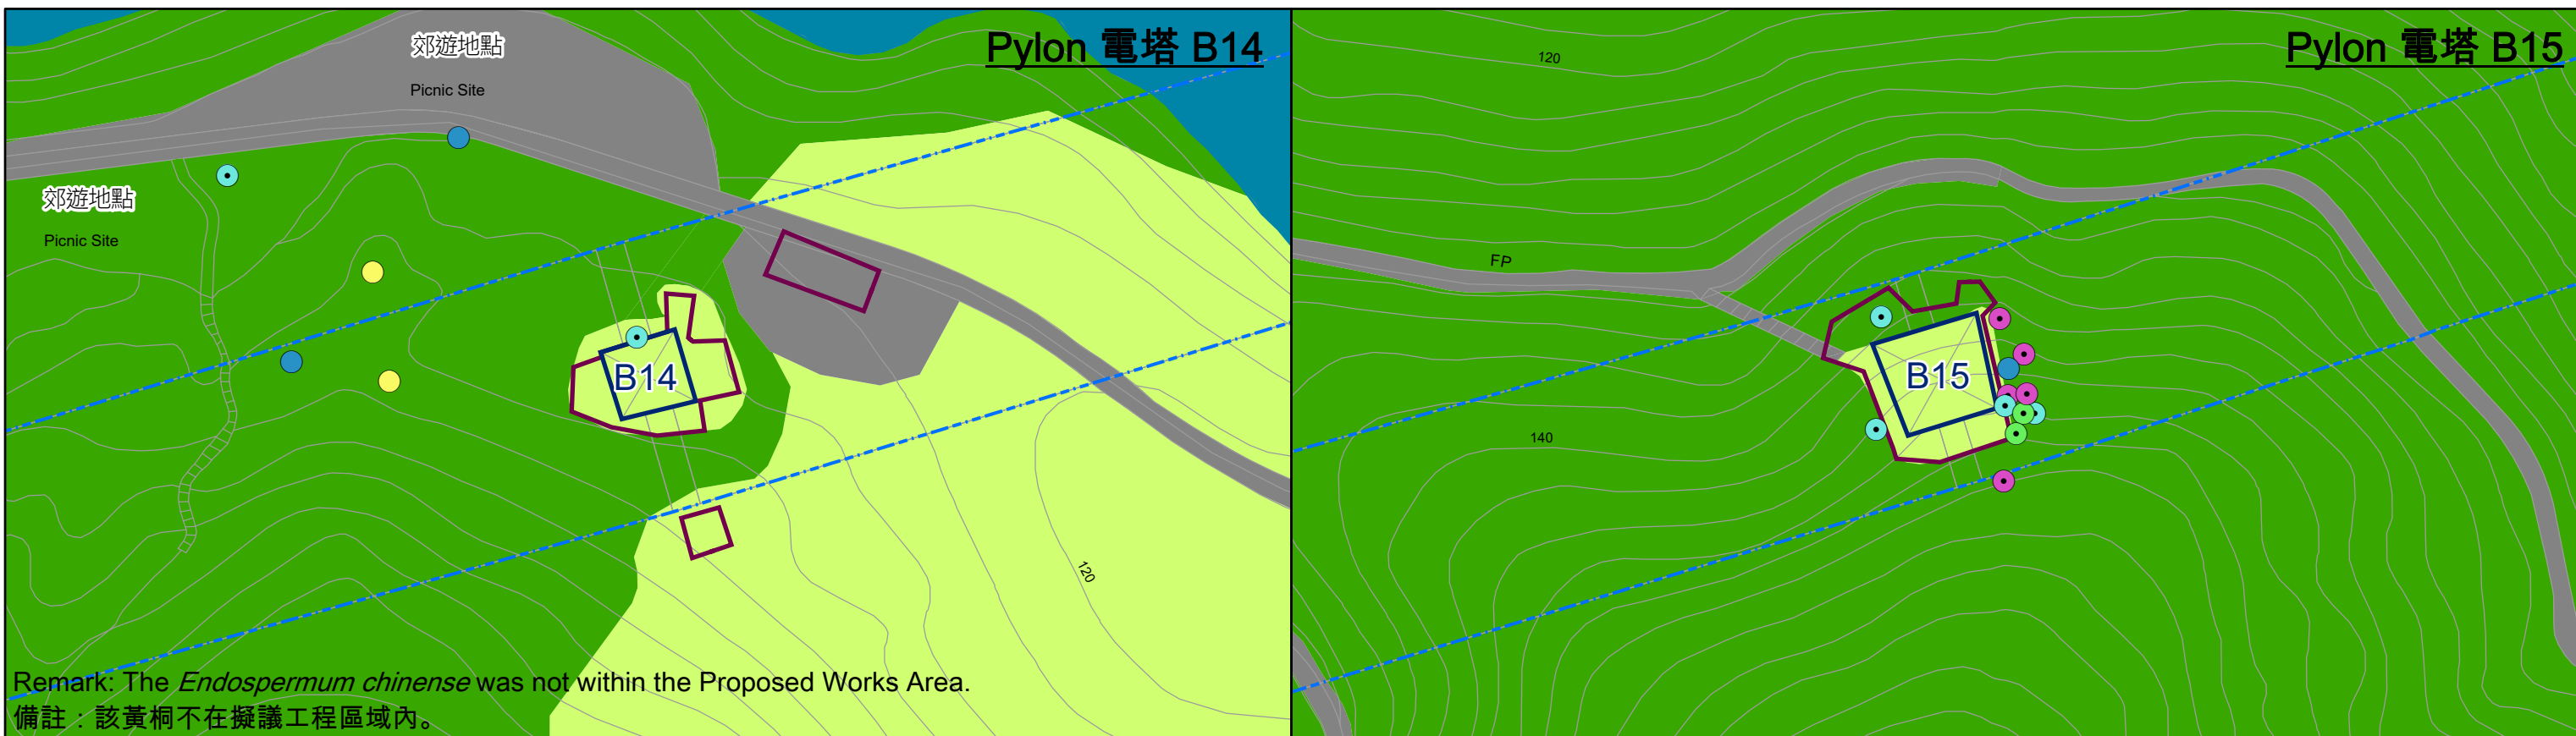 Pylon 電塔 B14
郊遊地點
Picnic Site
郊遊地點
Picnic Site
B14
120
Remark: The Endospermum chinense was not within the Proposed Works Area.
備註：該黃桐不在擬議工程區域內。
Pylon 電塔 B15
120
FP
B15
140